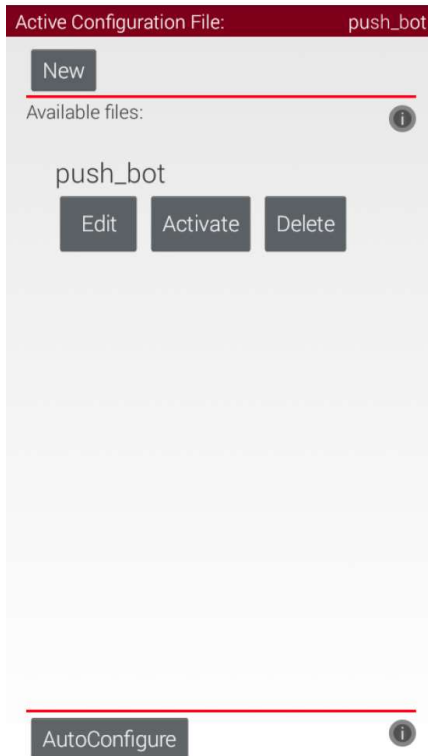 Active Configuration File: push_bot
New
Available files:
push_bot
Edit Activate Delete
AutoConfigure